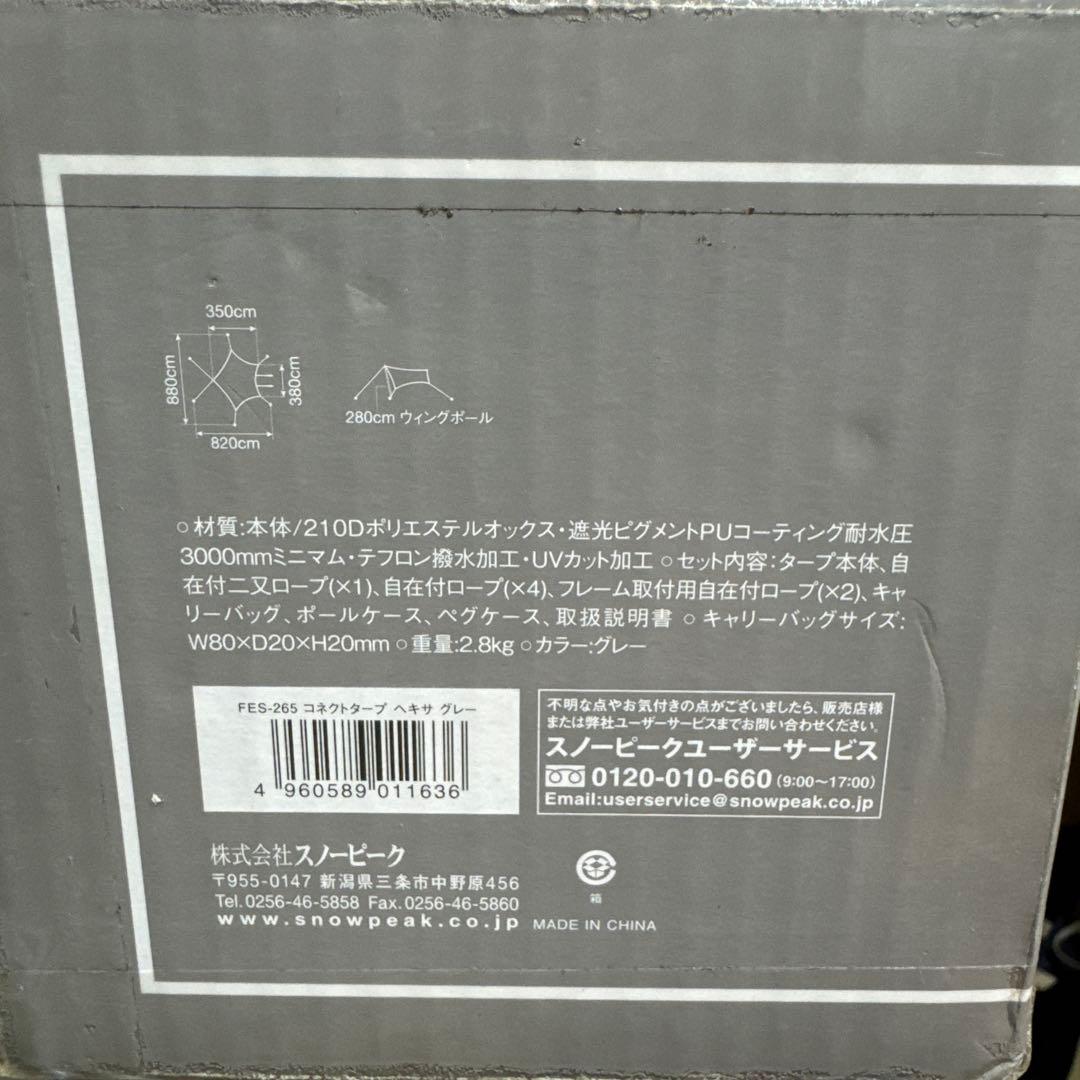 350cm
880cm
380cm
820cm
280cm ウィングポール
○材質:本体/210Dポリエステルオックス・遮光ピグメントPUコーティング耐水圧
3000mmミニマム・テフロン撥水加工・UVカット加工 ○セット内容:タープ本体、自
在付二又ロープ(×1)、自在付ロープ(×4)、フレーム取付用自在付ロープ(×2)、キャ
リーバッグ、ポールケース、ペグケース、取扱説明書 ○キャリーバッグサイズ:
W80×D20×H20mm ○重量:2.8kg ○カラー:グレー
FES-265 コネクトタープ ヘキサ グレー
4 960589 011636
不明な点やお気付きの点がございましたら、販売店様
または弊社ユーザーサービスまでお問い合わせください。
スノーピークユーザーサービス
0120-010-660 (9:00〜17:00)
Email:userservice@snowpeak.co.jp
株式会社スノーピーク
〒955-0147 新潟県三条市中野原456
Tel.0256-46-5858 Fax.0256-46-5860
www.snowpeak.co.jp
箱
MADE IN CHINA